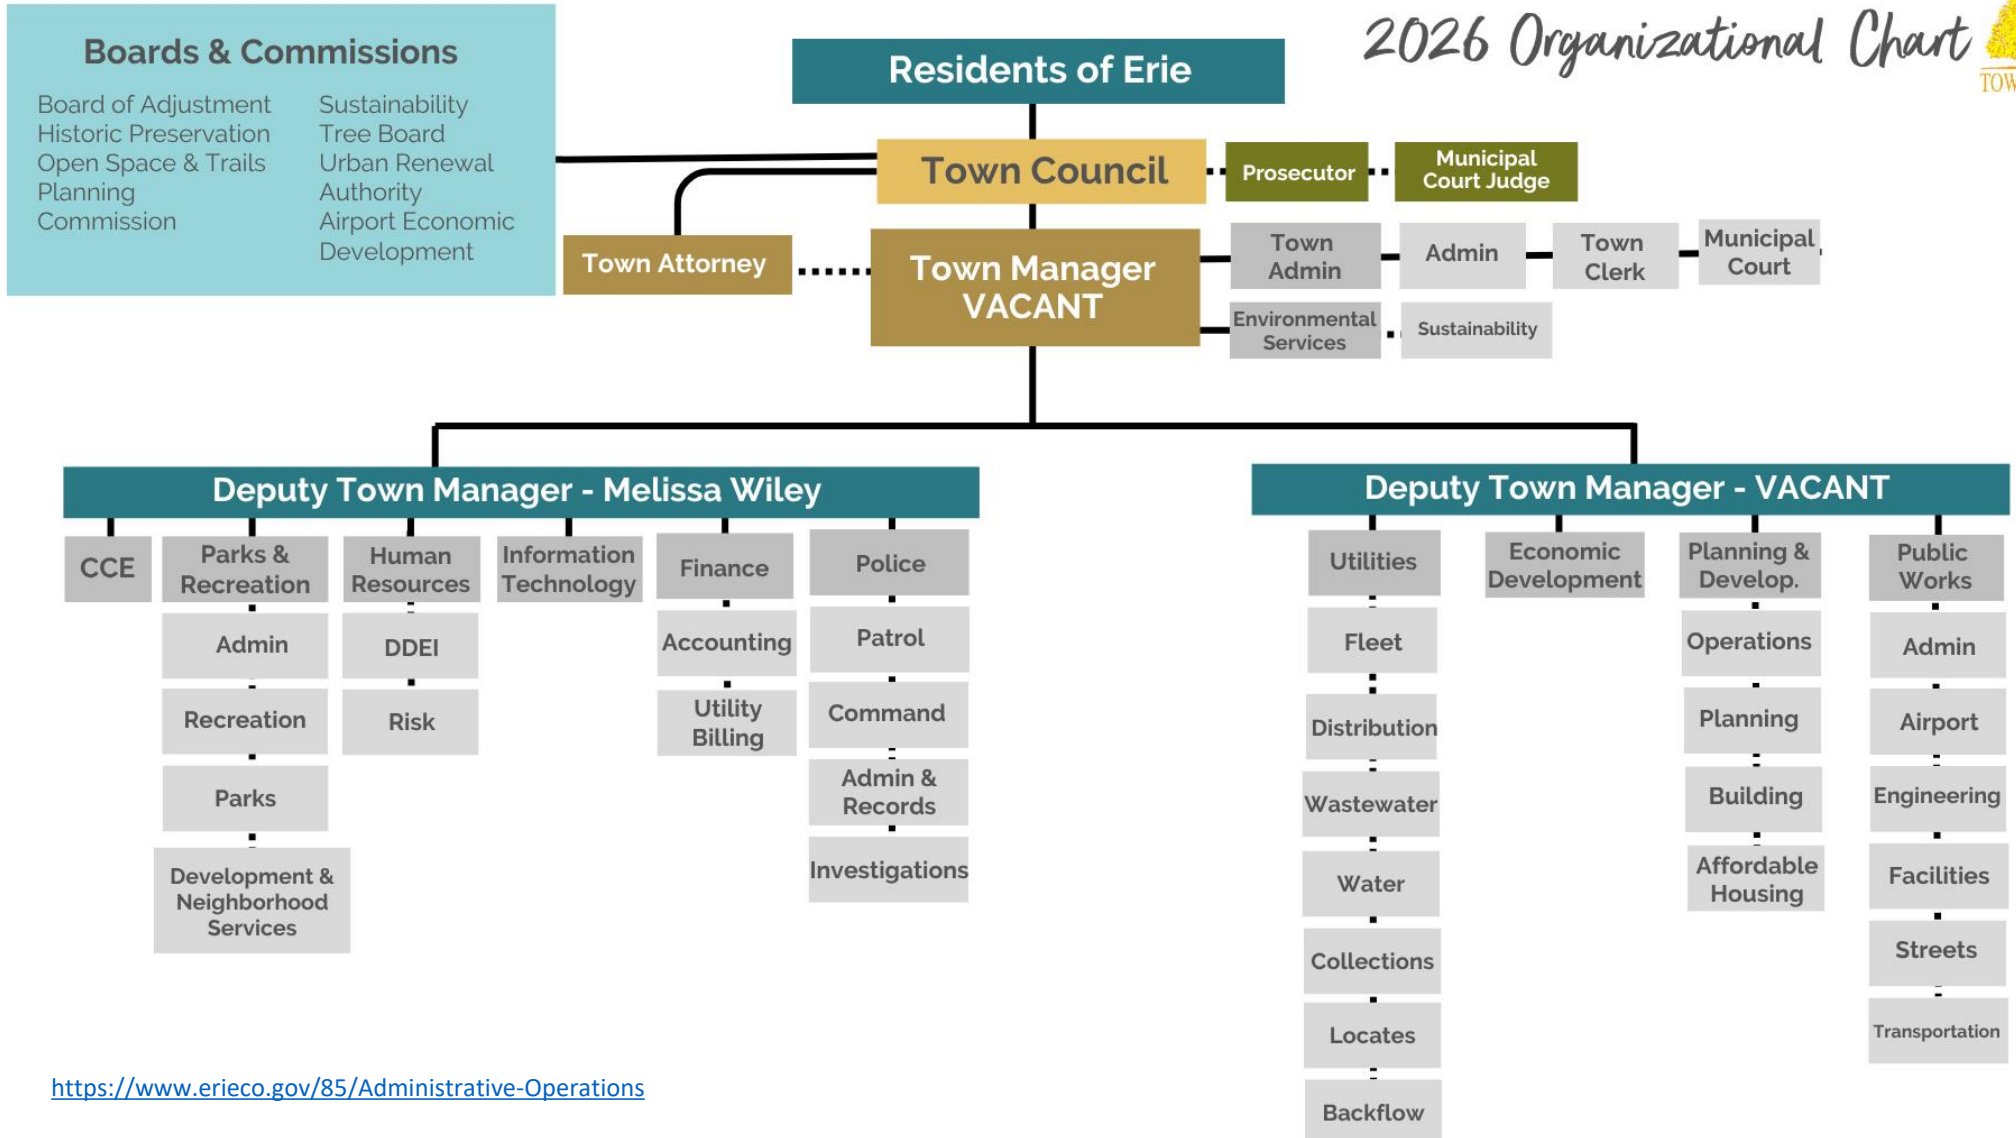 2026 Organizational Chart
TOW
Boards & Commissions
Board of Adjustment
Historic Preservation
Open Space & Trails
Planning
Commission
Sustainability
Tree Board
Urban Renewal
Authority
Airport Economic
Development
Residents of Erie
Town Council
Prosecutor
Municipal
Court Judge
Town Attorney
Town Manager
VACANT
Town
Admin
Admin
Town
Clerk
Municipal
Court
Environmental
Services
Sustainability
Deputy Town Manager - Melissa Wiley
CCE
Parks &
Recreation
Admin
Recreation
Parks
Development &
Neighborhood
Services
Human
Resources
DDEI
Risk
Information
Technology
Finance
Accounting
Utility
Billing
Police
Patrol
Command
Admin &
Records
Investigations
Deputy Town Manager - VACANT
Utilities
Fleet
Distribution
Wastewater
Water
Collections
Locates
Backflow
Economic
Development
Planning &
Develop.
Operations
Planning
Building
Affordable
Housing
Public
Works
Admin
Airport
Engineering
Facilities
Streets
Transportation
https://www.erieco.gov/85/Administrative-Operations